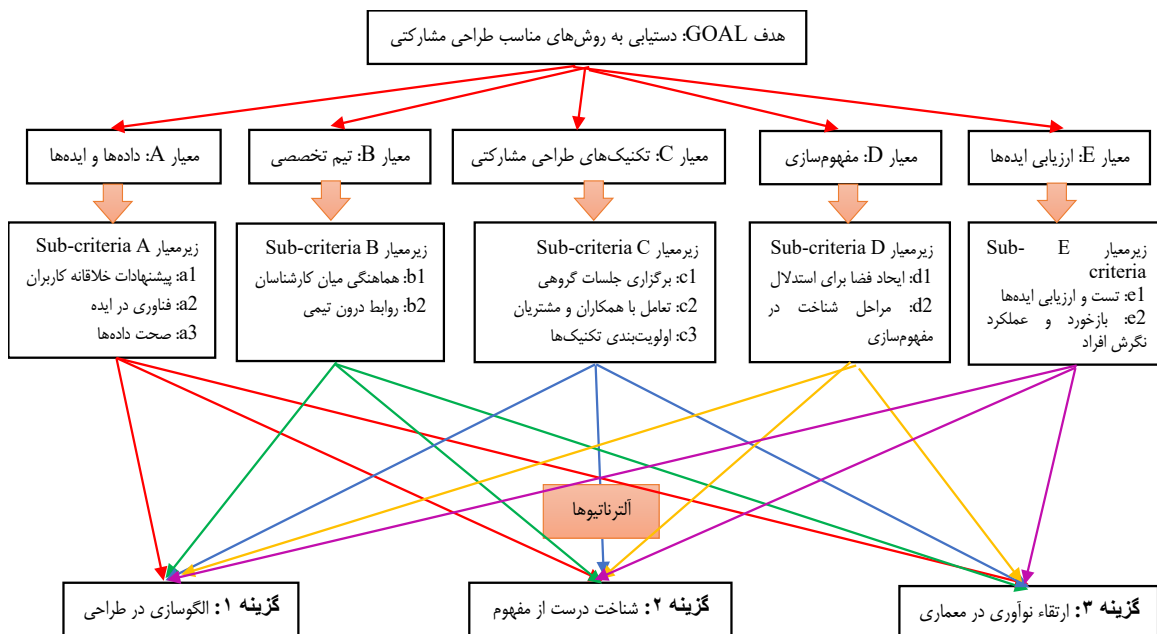 هدف GOAL: دستیابی به روش‌های مناسب طراحی مشارکتی
معیار E: ارزیابی ایده‌ها
معیار D: مفهوم‌سازی
معیار C: تکنیک‌های طراحی مشارکتی
معیار B: تیم تخصصی
معیار A: داده‌ها و ایده‌ها
زیرمعیار Sub- E
criteria
e1: تست و ارزیابی ایده‌ها
e2: بازخورد و عملکرد
نگرش افراد
زیرمعیار Sub-criteria D
d1: ایجاد فضا برای استدلال
d2: مراحل شناخت در
مفهوم‌سازی
زیرمعیار Sub-criteria C
c1: برگزاری جلسات گروهی
c2: تعامل با همکاران و مشتریان
c3: اولویت‌بندی تکنیک‌ها
زیرمعیار Sub-criteria B
b1: هماهنگی میان کارشناسان
b2: روابط درون تیمی
زیرمعیار Sub-criteria A
a1: پیشنهادات خلاقانه کاربران
a2: فناوری در ایده
a3: صحت داده‌ها
آلترناتیوها
گزینه ۳: ارتقاء نوآوری در معماری
گزینه ۲: شناخت درست از مفهوم
گزینه ۱: الگوسازی در طراحی